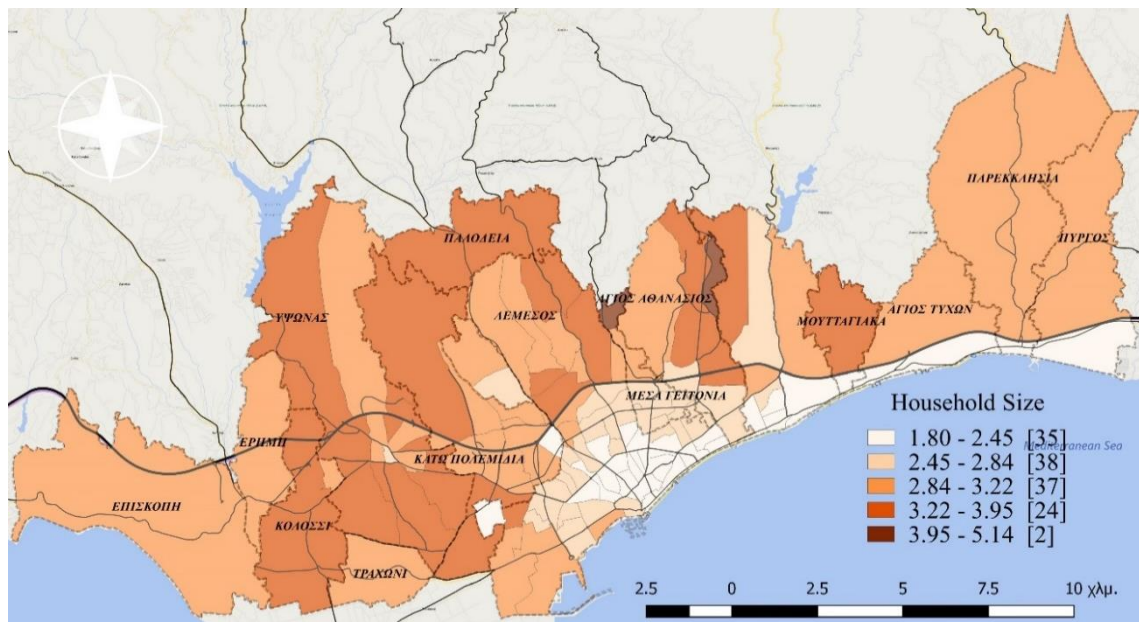 ΠΑΡΕΚΚΛΗΣΙΑ
ΠΥΡΓΟΣ
ΠΑΛΟΔΕΙΑ
ΑΓΙΟΣ ΑΘΑΝΑΣΙΟΣ
ΥΨΩΝΑΣ
ΛΕΜΕΣΟΣ
ΜΟΥΤΤΑΓΙΑΚΑ
ΑΓΙΟΣ ΤΥΧΩΝ
ΜΕΣΑ ΓΕΙΤΟΝΙΑ
ΕΡΗΜΗ
ΚΑΤΩ ΠΟΛΕΜΙΔΙΑ
ΕΠΙΣΚΟΠΗ
ΚΟΛΟΣΣΙ
ΤΡΑΧΩΝΙ
Household Size
1.80 - 2.45 [35]
Mediterranean Sea
2.45 - 2.84 [38]
2.84 - 3.22 [37]
3.22 - 3.95 [24]
3.95 - 5.14 [2]
2.5 0 2.5 5 7.5 10 χλμ.